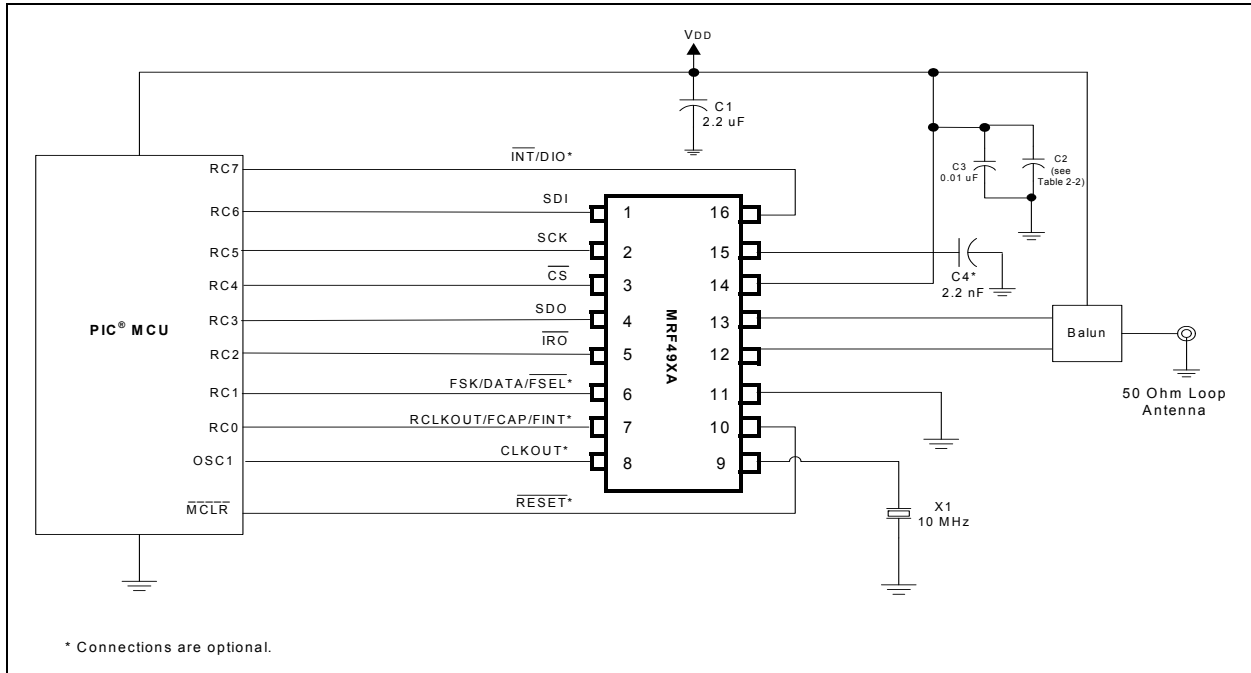 VDD
C1
2.2 uF
C3
0.01 uF
C2
(see
Table 2-2)
INT/DIO*
RC7
SDI
RC6
1
16
SCK
RC5
2
15
CS
RC4
3
14
C4*
2.2 nF
PIC® MCU
SDO
RC3
4
13
MRF49XA
Balun
IRO
RC2
5
12
FSK/DATA/FSEL*
RC1
6
11
50 Ohm Loop
Antenna
RCLKOUT/FCAP/FINT*
RC0
7
10
CLKOUT*
OSC1
8
9
RESET*
MCLR
X1
10 MHz
* Connections are optional.